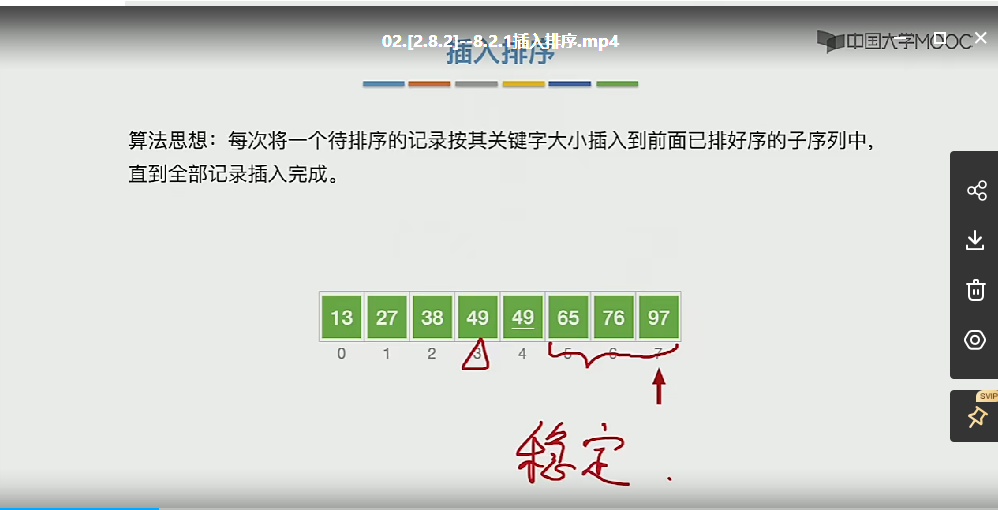 02.[2.8.2]--8.2.1插入排序.mp4
中国大学MOOC
插入排序
算法思想：每次将一个待排序的记录按其关键字大小插入到前面已排好序的子序列中，
直到全部记录插入完成。
13 27 38 49 49 65 76 97
0 1 2 3 4 5 6 7
稳定.
SVIP